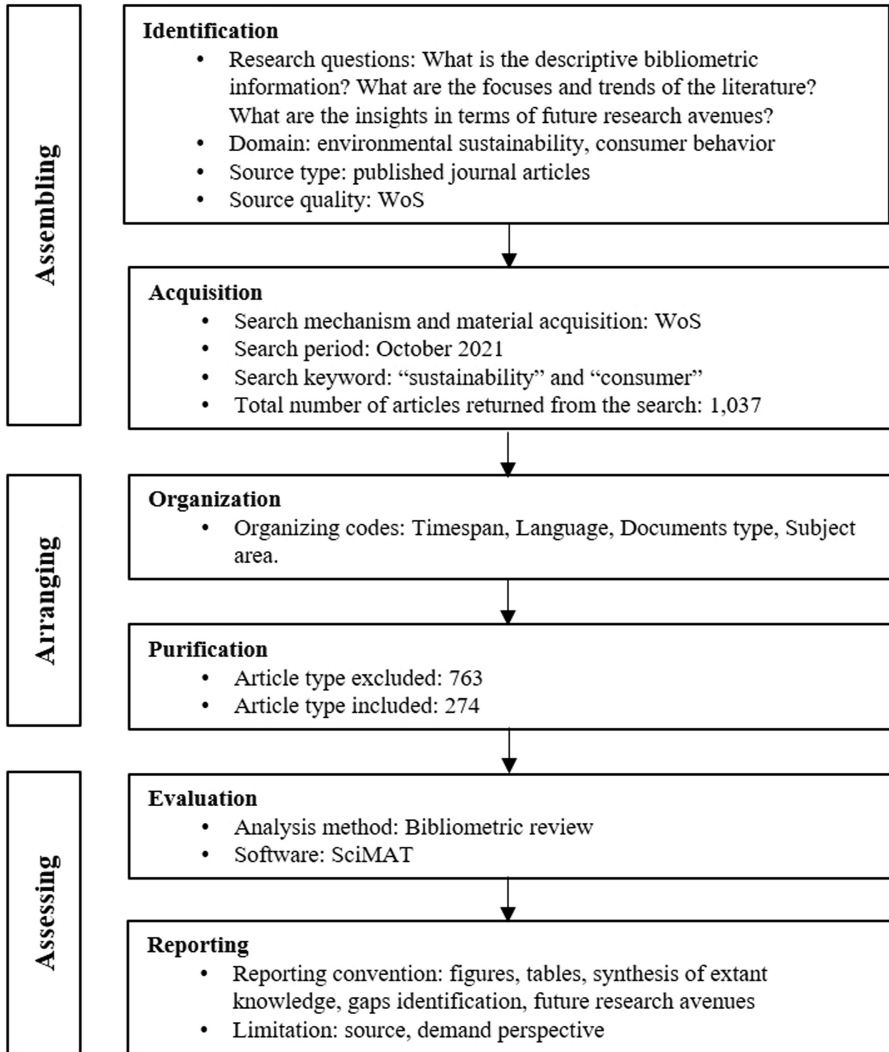 Assembling
Identification
• Research questions: What is the descriptive bibliometric
information? What are the focuses and trends of the literature?
What are the insights in terms of future research avenues?
• Domain: environmental sustainability, consumer behavior
• Source type: published journal articles
• Source quality: WoS
Acquisition
• Search mechanism and material acquisition: WoS
• Search period: October 2021
• Search keyword: “sustainability” and “consumer”
• Total number of articles returned from the search: 1,037
Arranging
Organization
• Organizing codes: Timespan, Language, Documents type, Subject
area.
Purification
• Article type excluded: 763
• Article type included: 274
Assessing
Evaluation
• Analysis method: Bibliometric review
• Software: SciMAT
Reporting
• Reporting convention: figures, tables, synthesis of extant
knowledge, gaps identification, future research avenues
• Limitation: source, demand perspective